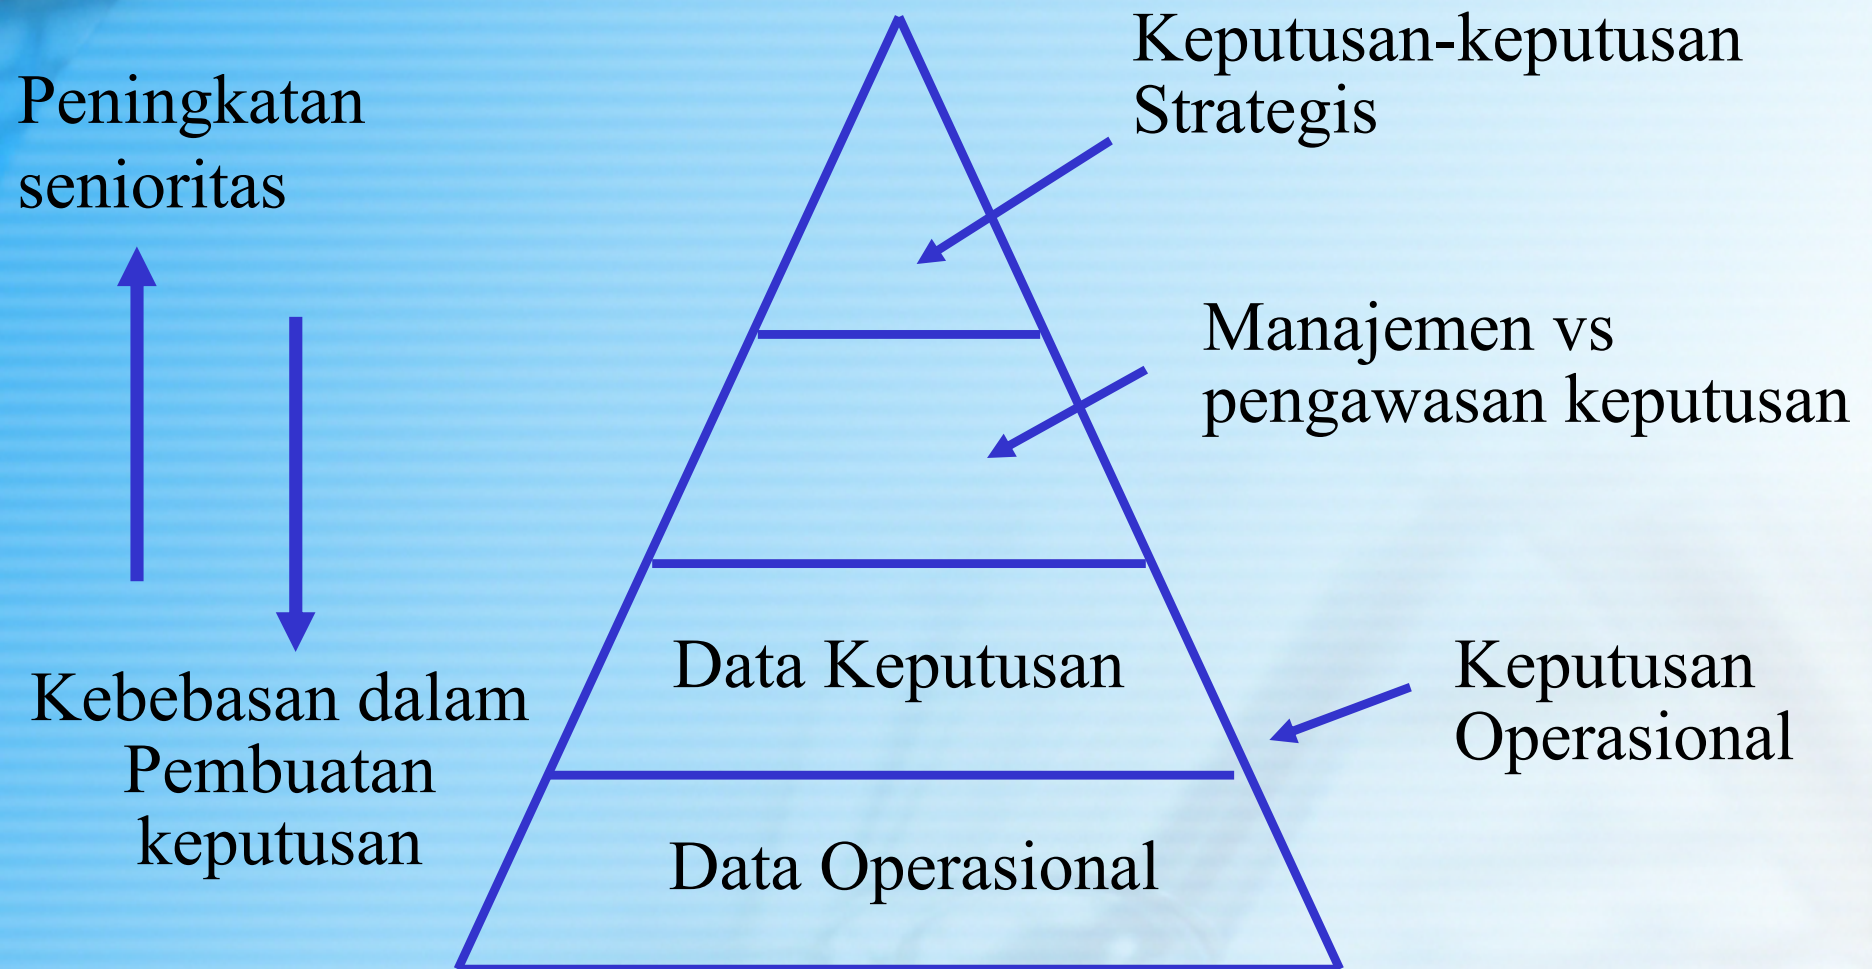 Keputusan-keputusan
Strategis
Peningkatan
senioritas
Manajemen vs
pengawasan keputusan
Data Keputusan
Keputusan
Operasional
Kebebasan dalam
Pembuatan
keputusan
Data Operasional